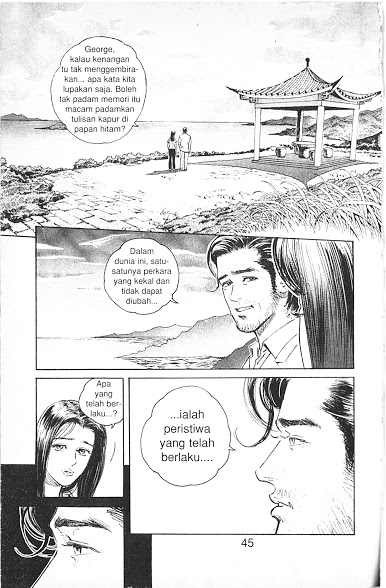 George,
kalau kenangan
tu tak menggembira-
kan... apa kata kita
lupakan saja. Boleh
tak padam memori itu
macam padamkan
tulisan kapur di
papan hitam?
Dalam
dunia ini, satu-
satunya perkara
yang kekal dan
tidak dapat
diubah...
Apa
yang
telah ber-
laku...?
...ialah
peristiwa
yang telah
berlaku....
45